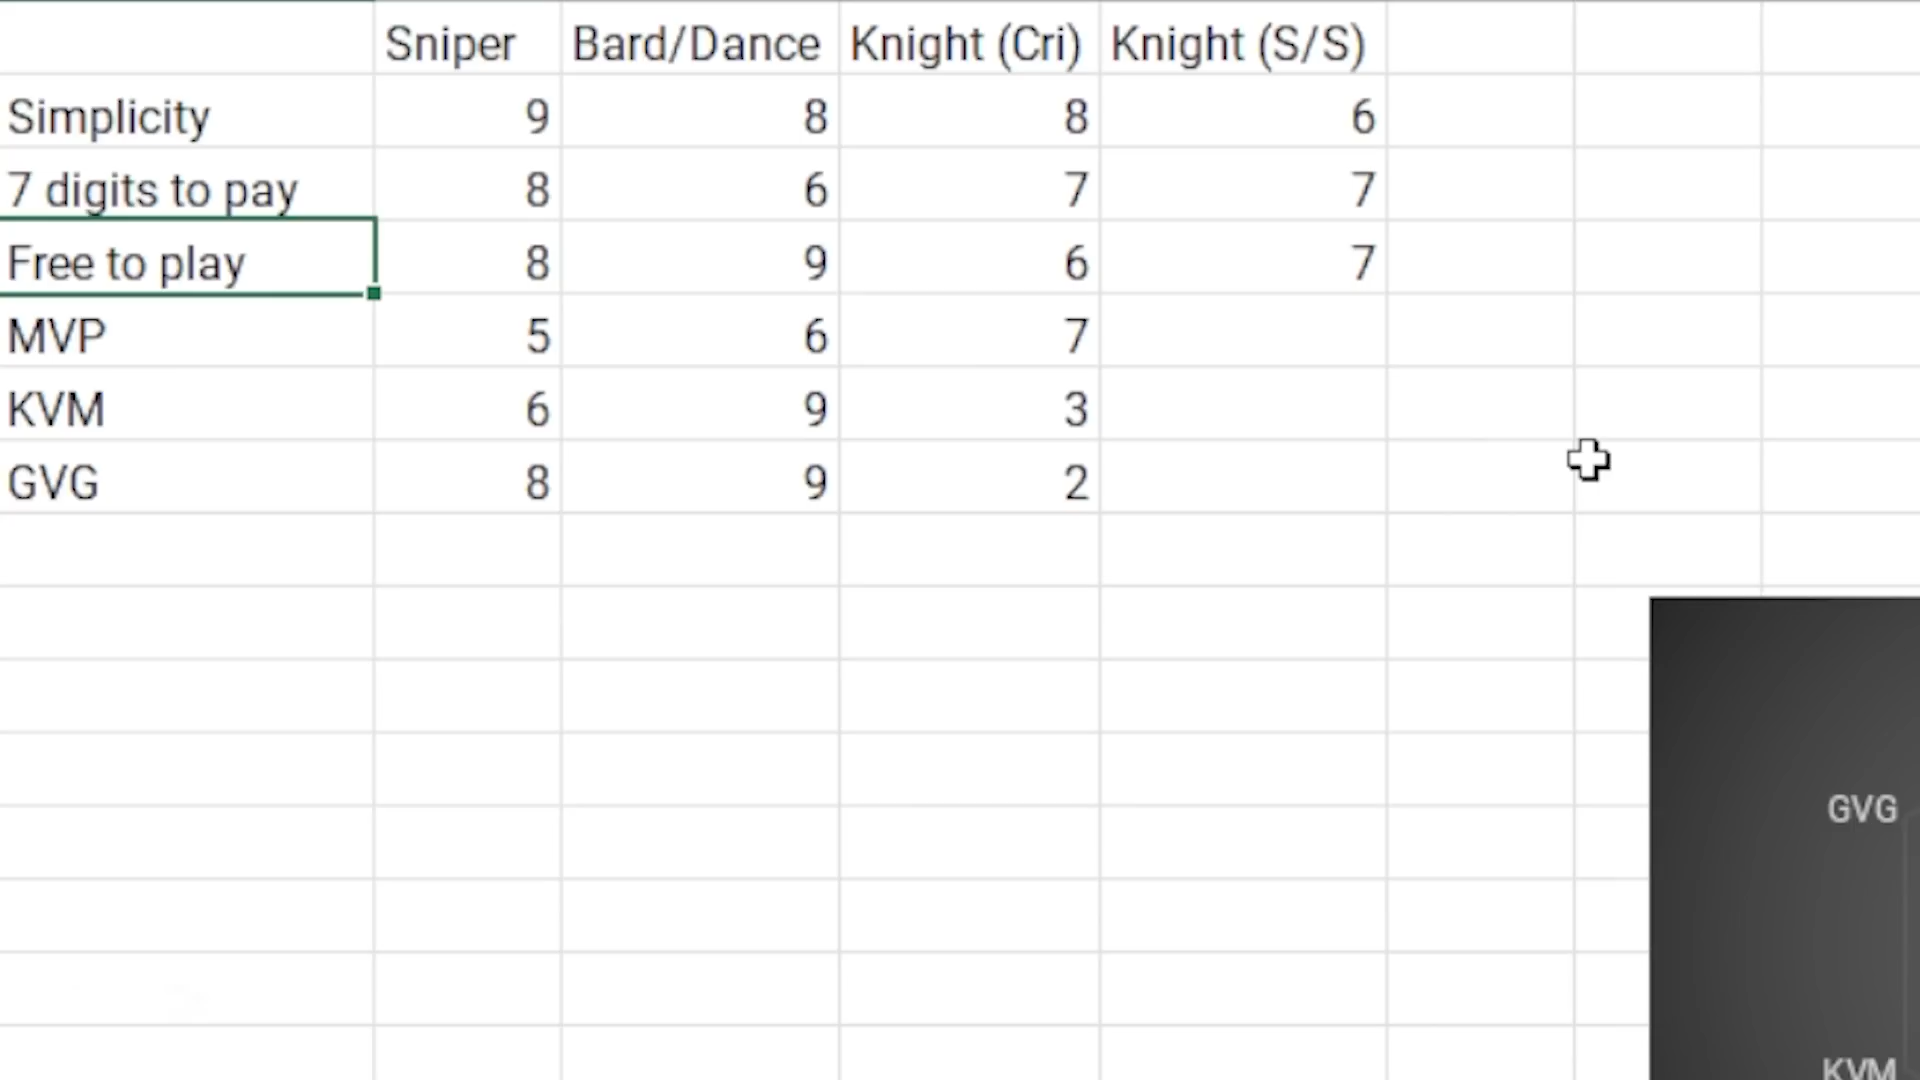 Sniper Bard/Dance Knight (Cri) Knight (S/S)
Simplicity 9 8 8 6
7 digits to pay 8 6 7 7
Free to play 8 9 6 7
MVP 5 6 7
KVM 6 9 3
GVG 8 9 2
GVG
KVM